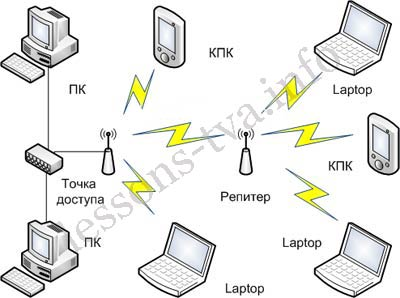 ПК
КПК
Laptop
КПК
Точка
доступа
Репитер
ПК
Laptop
Laptop
lessons-tva.info